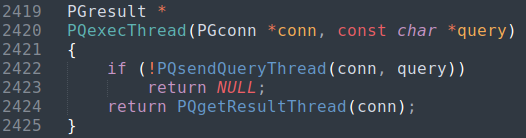 2419 PGresult *
2420 PQexecThread(PGconn *conn, const char *query)
2421 {
2422     if (!PQsendQueryThread(conn, query))
2423         return NULL;
2424     return PQgetResultThread(conn);
2425 }